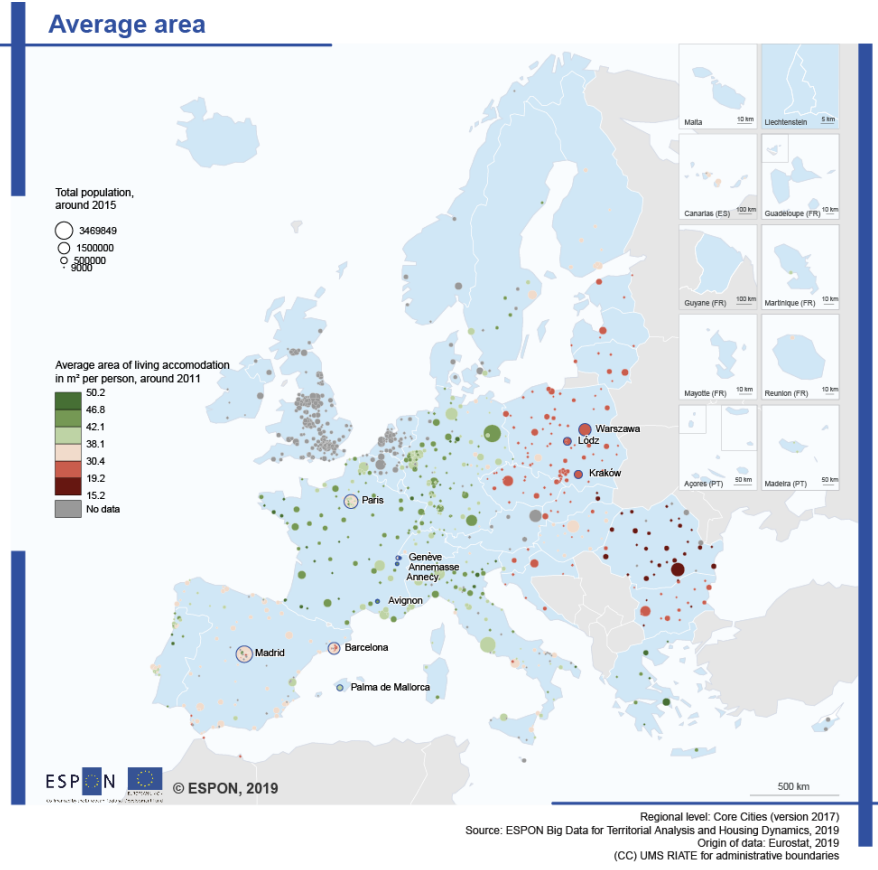 Average area
Total population,
around 2015
3469849
1500000
500000
9000
Average area of living accomodation
in m² per person, around 2011
50.2
46.8
42.1
38.1
30.4
19.2
15.2
No data
Malta
10 km
Liechtenstein
5 km
Canarias (ES)
100 km
Guadeloupe (FR)
10 km
Guyane (FR)
100 km
Martinique (FR)
10 km
Mayotte (FR)
10 km
Reunion (FR)
10 km
Açores (PT)
50 km
Madeira (PT)
50 km
Warszawa
Łódz
Kraków
Paris
Genève
Annemasse
Annecy
Avignon
Madrid
Barcelona
Palma de Mallorca
ESPON
© ESPON, 2019
500 km
Regional level: Core Cities (version 2017)
Source: ESPON Big Data for Territorial Analysis and Housing Dynamics, 2019
Origin of data: Eurostat, 2019
(CC) UMS RIATE for administrative boundaries